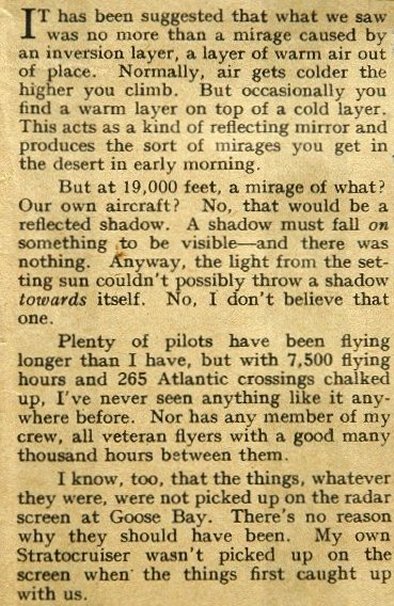 IT has been suggested that what we saw
was no more than a mirage caused by
an inversion layer, a layer of warm air out
of place. Normally, air gets colder the
higher you climb. But occasionally you
find a warm layer on top of a cold layer.
This acts as a kind of reflecting mirror and
produces the sort of mirages you get in
the desert in early morning.
But at 19,000 feet, a mirage of what?
Our own aircraft? No, that would be a
reflected shadow. A shadow must fall on
something to be visible—and there was
nothing. Anyway, the light from the set-
ting sun couldn't possibly throw a shadow
towards itself. No, I don't believe that
one.
Plenty of pilots have been flying
longer than I have, but with 7,500 flying
hours and 265 Atlantic crossings chalked
up, I've never seen anything like it any-
where before. Nor has any member of my
crew, all veteran flyers with a good many
thousand hours between them.
I know, too, that the things, whatever
they were, were not picked up on the radar
screen at Goose Bay. There's no reason
why they should have been. My own
Stratocruiser wasn't picked up on the
screen when the things first caught up
with us.